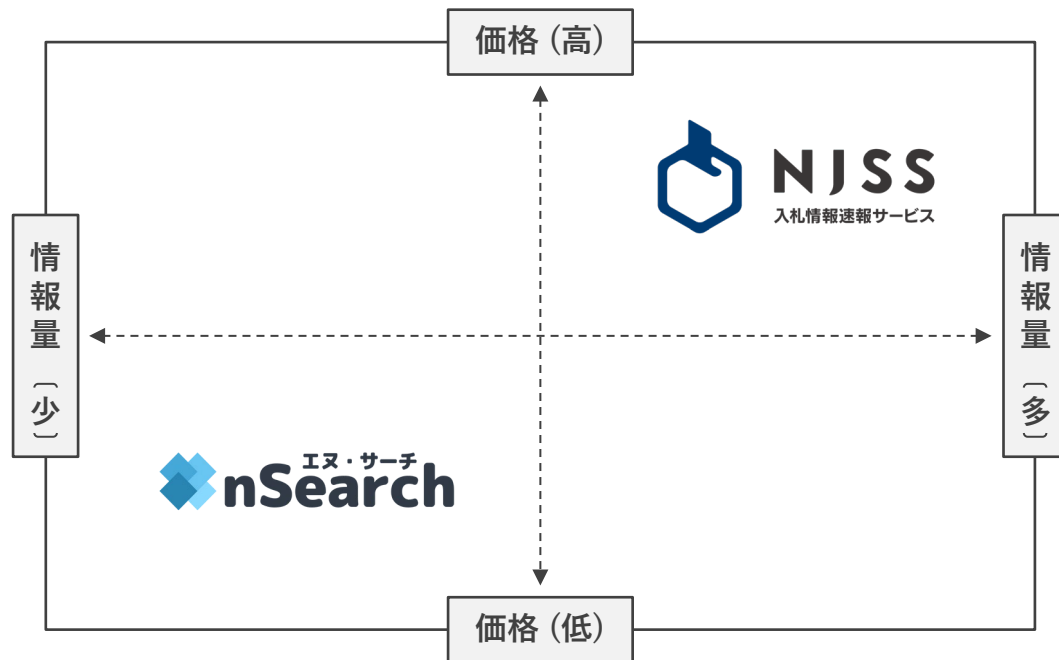 価格（高）
NJSS
入札情報速報サービス
情報量（少）
情報量（多）
エヌ・サーチ
nSearch
価格（低）